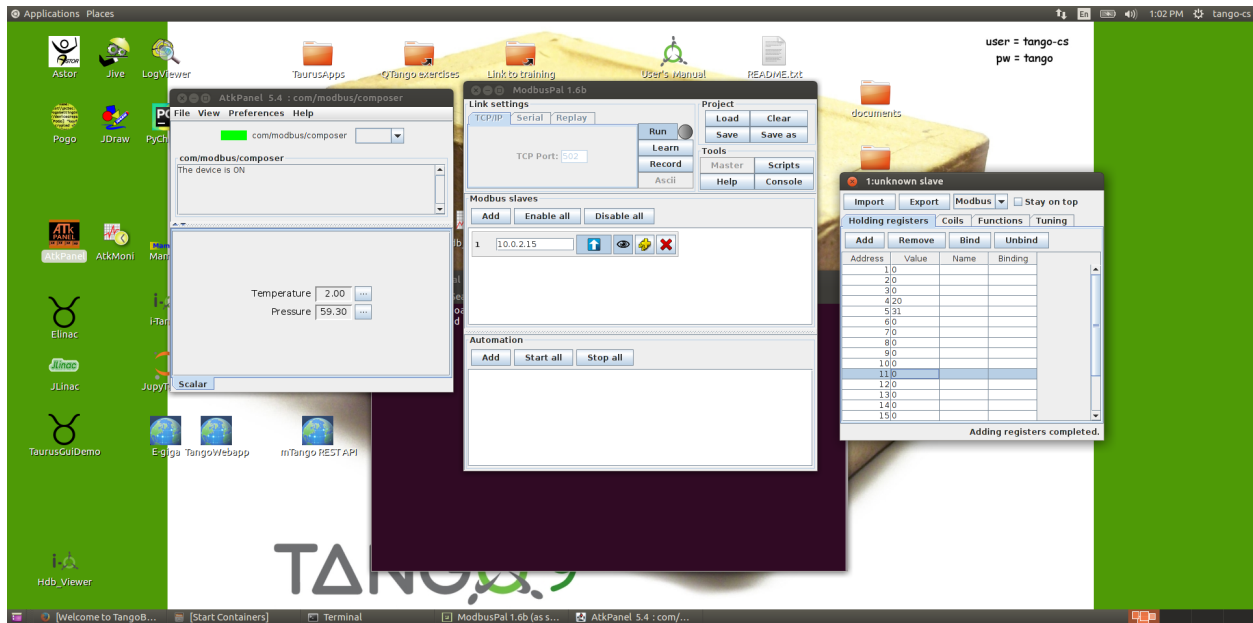 Applications Places
En
1:02 PM
tango-cs
user = tango-cs
pw = tango
Astor
Jive
LogViewer
TaurusApps
QTango exercises
Link to training
User's Manual
README.txt
documents
Pogo
JDraw
PyCh
AtkPanel
AtkMoni
Man
Elinac
i-Tan
JLinac
JupyT
TaurusGuiDemo
E-giga
TangoWebapp
mTango REST API
Hdb_Viewer
TANGO 9
AtkPanel 5.4 : com/modbus/composer
File View Preferences Help
com/modbus/composer
com/modbus/composer
The device is ON
Temperature 2.00 ...
Pressure 59.30 ...
Scalar
ModbusPal 1.6b
Link settings
TCP/IP Serial Replay
TCP Port: 502
Run
Learn
Record
Ascii
Project
Load Clear
Save Save as
Tools
Master Scripts
Help Console
Modbus slaves
Add Enable all Disable all
1 10.0.2.15
Automation
Add Start all Stop all
1:unknown slave
Import Export Modbus Stay on top
Holding registers Coils Functions Tuning
Add Remove Bind Unbind
Address Value Name Binding
1 0
2 0
3 0
4 20
5 31
6 0
7 0
8 0
9 0
10 0
11 0
12 0
13 0
14 0
15 0
Adding registers completed.
[Welcome to TangoB...
[Start Containers]
Terminal
ModbusPal 1.6b (as s...
AtkPanel 5.4 : com/...